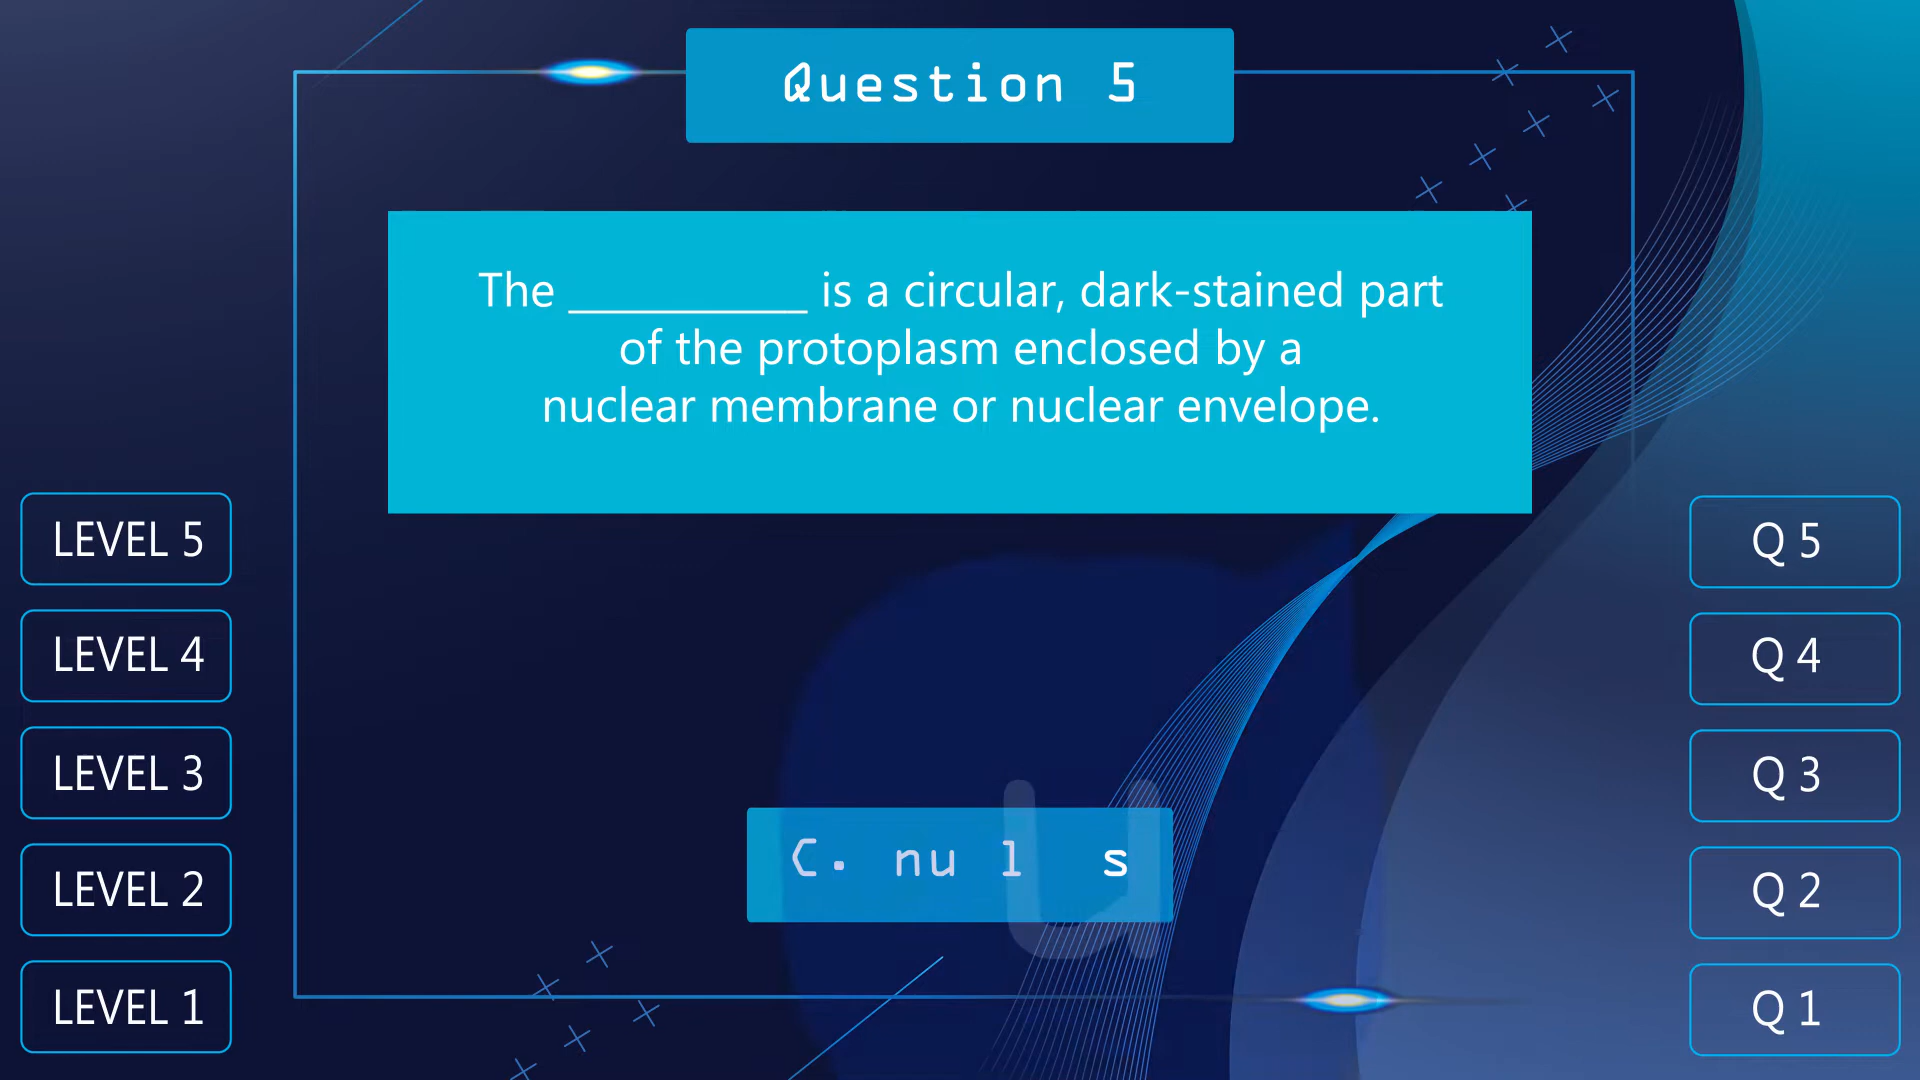 Question 5
The __________ is a circular, dark-stained part
of the protoplasm enclosed by a
nuclear membrane or nuclear envelope.
C. nu l s
u
LEVEL 5
LEVEL 4
LEVEL 3
LEVEL 2
LEVEL 1
Q 5
Q 4
Q 3
Q 2
Q 1